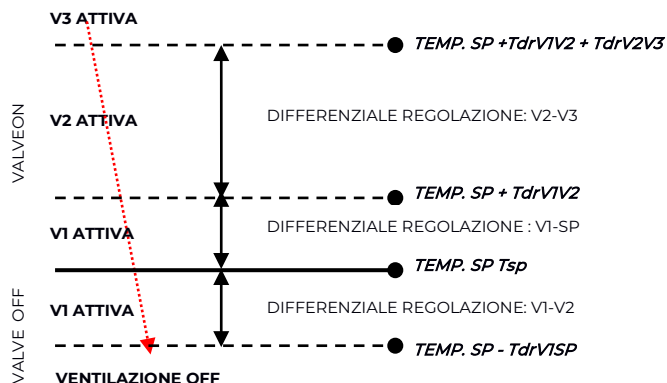 V3 ATTIVA
TEMP. SP +TdrV1V2 + TdrV2V3
V2 ATTIVA
DIFFERENZIALE REGOLAZIONE: V2-V3
VALVEON
TEMP. SP + TdrV1V2
V1 ATTIVA
DIFFERENZIALE REGOLAZIONE : V1-SP
TEMP. SP Tsp
V1 ATTIVA
DIFFERENZIALE REGOLAZIONE: V1-V2
VALVE OFF
TEMP. SP - TdrV1SP
VENTILAZIONE OFF